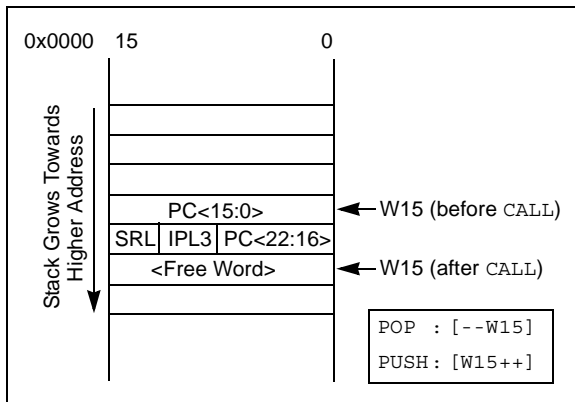 0x0000 15 0
Stack Grows Towards
Higher Address
PC<15:0>
W15 (before CALL)
SRL IPL3 PC<22:16>
<Free Word>
W15 (after CALL)
POP : [--W15]
PUSH: [W15++]